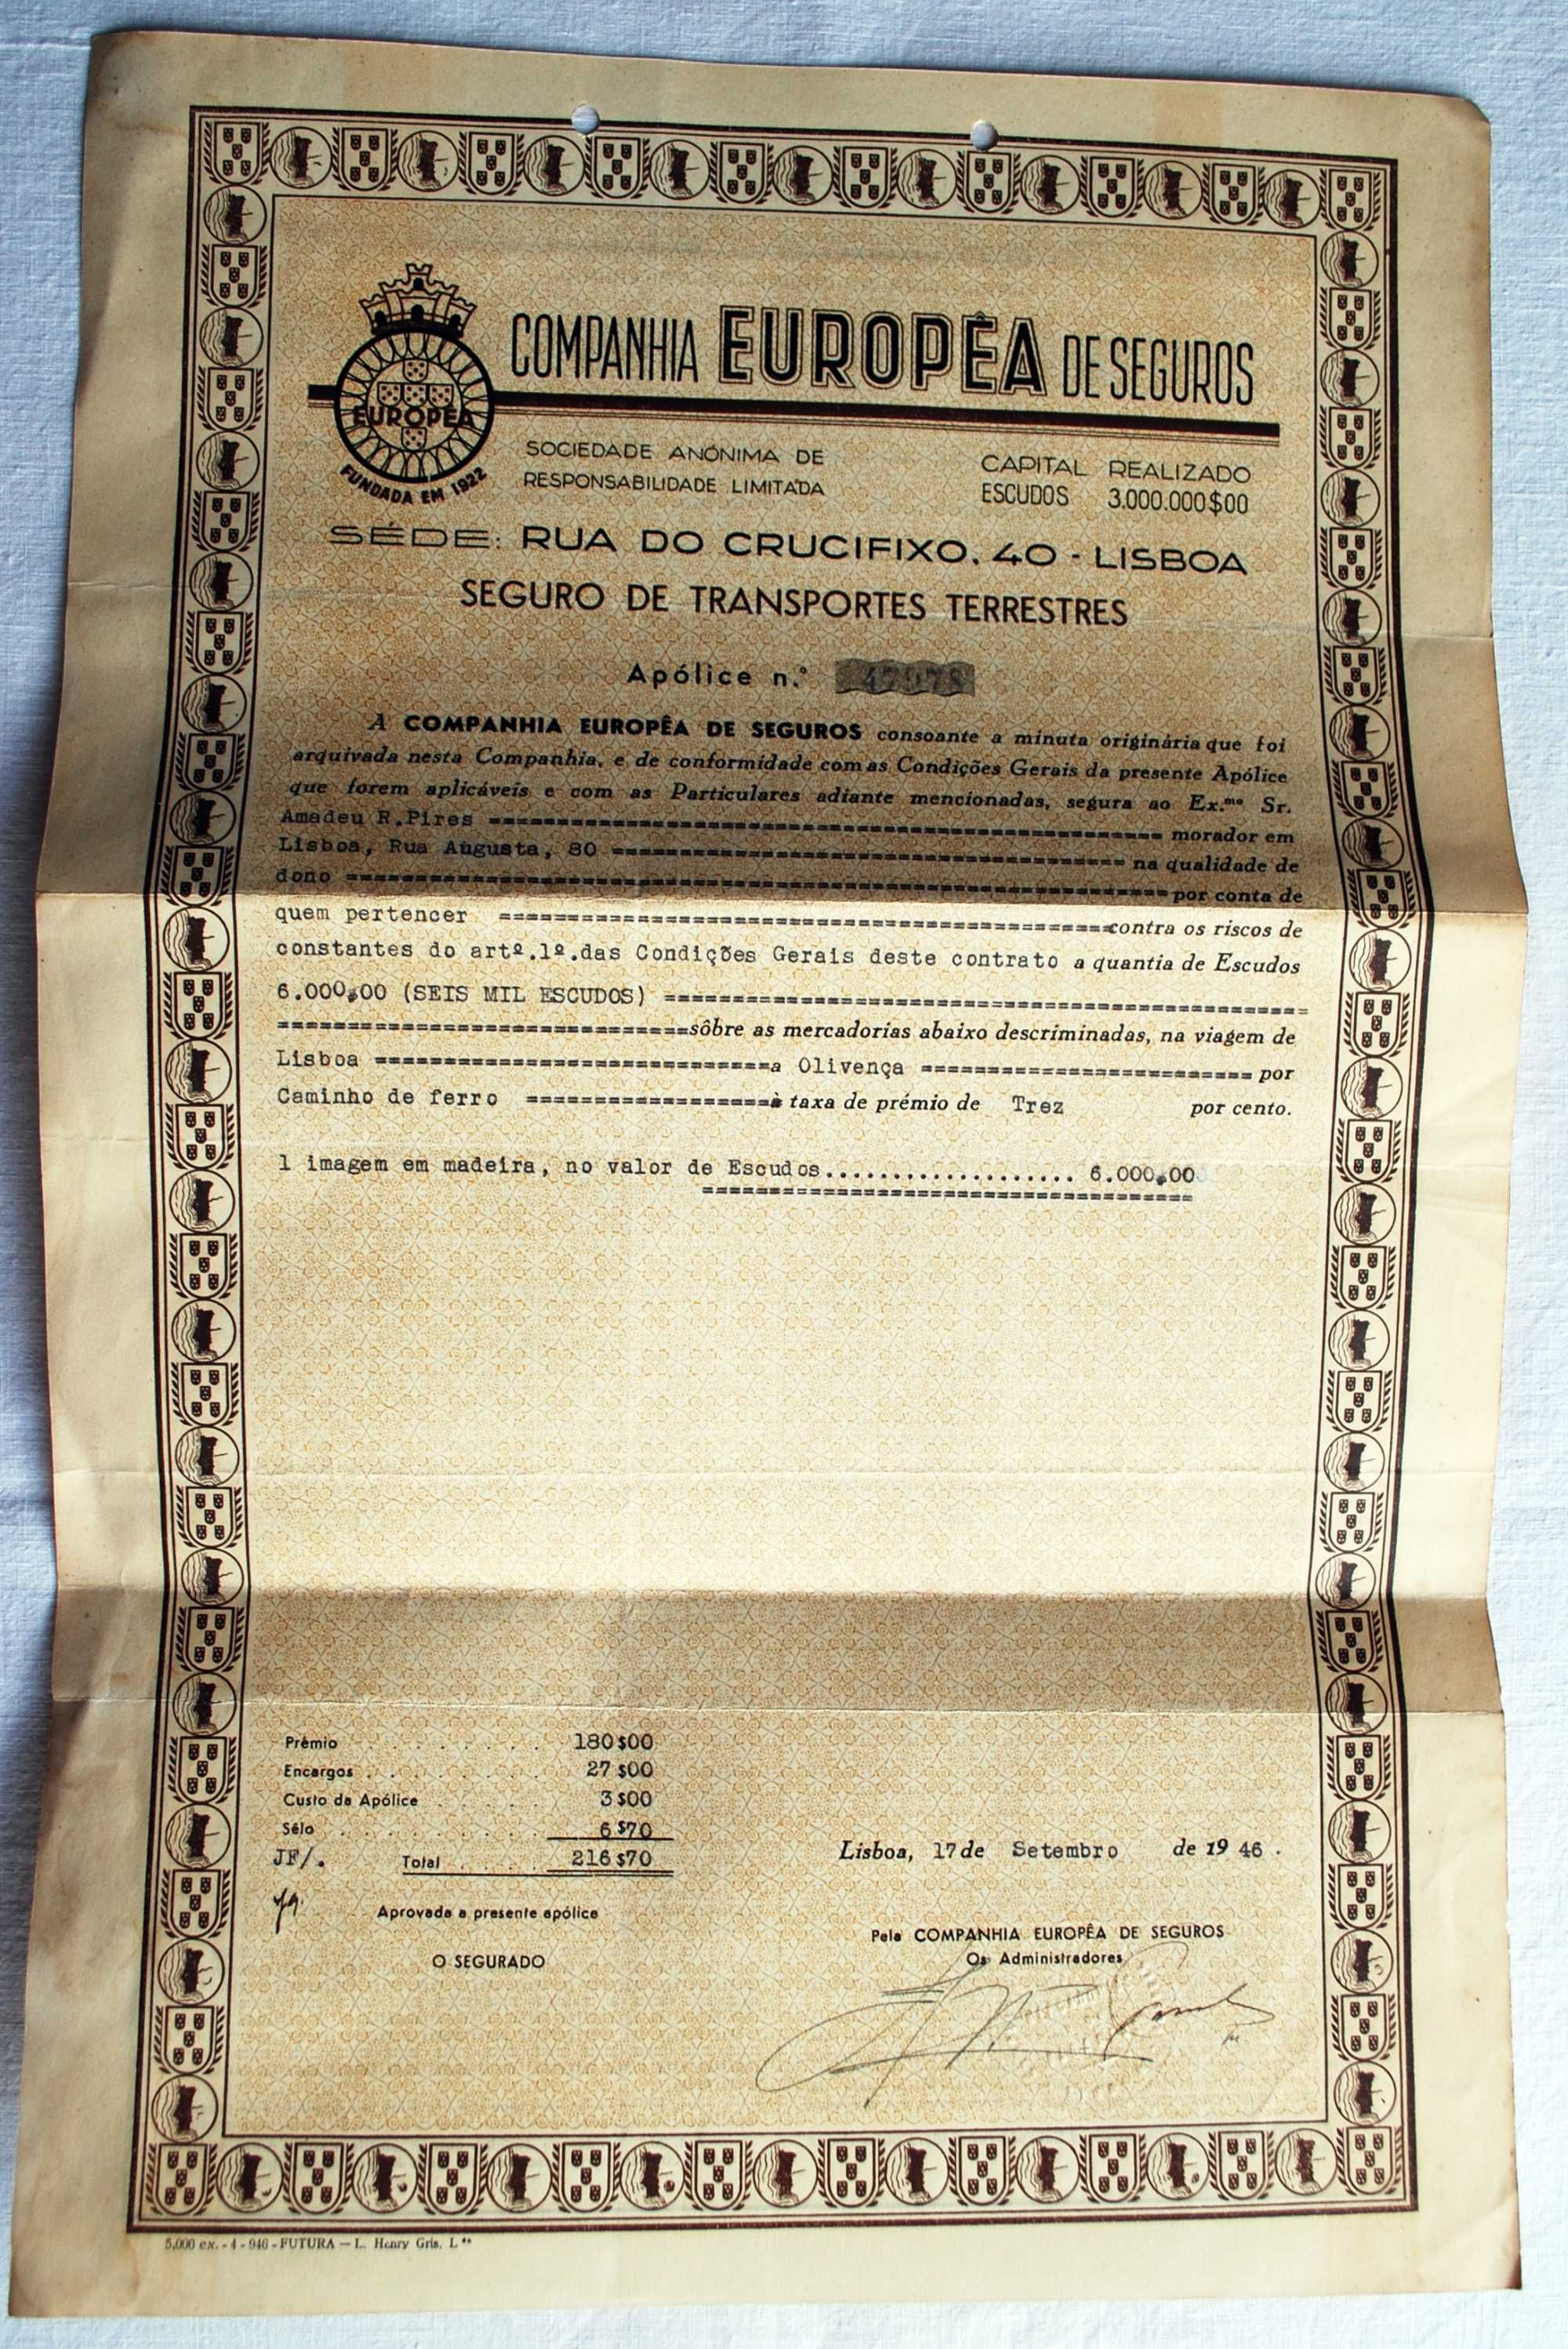 COMPANHIA EUROPÊA DE SEGUROS
EUROPÊA
FUNDADA EM 1922
SOCIEDADE ANÓNIMA DE
RESPONSABILIDADE LIMITADA
CAPITAL REALIZADO
ESCUDOS 3.000.000$00
SÉDE: RUA DO CRUCIFIXO, 40 - LISBOA
SEGURO DE TRANSPORTES TERRESTRES
Apólice n.º
A COMPANHIA EUROPÊA DE SEGUROS consoante a minuta originária que foi
arquivada nesta Companhia, e de conformidade com as Condições Gerais da presente Apólice
que forem aplicáveis e com as Particulares adiante mencionadas, segura ao Ex.mo Sr.
Amadeu R.Pires morador em
Lisboa, Rua Augusta, 80 na qualidade de
dono por conta de
quem pertencer contra os riscos de
constantes do artº.1º.das Condições Gerais deste contrato a quantia de Escudos
6.000$00 (SEIS MIL ESCUDOS)
sôbre as mercadorias abaixo descriminadas, na viagem de
Lisboa a Olivença por
Caminho de ferro à taxa de prémio de Trez por cento.
1 imagem em madeira, no valor de Escudos.................... 6.000$00
Prémio 180$00
Encargos 27$00
Custo da Apólice 3$00
Sêlo 6$70
JF/. Total 216$70
Lisboa, 17 de Setembro de 1946.
Aprovada a presente apólice
O SEGURADO
Pela COMPANHIA EUROPÊA DE SEGUROS
Os Administradores
5.000 ex. - 4 - 946 - FUTURA — L. Henry Gris, L.da